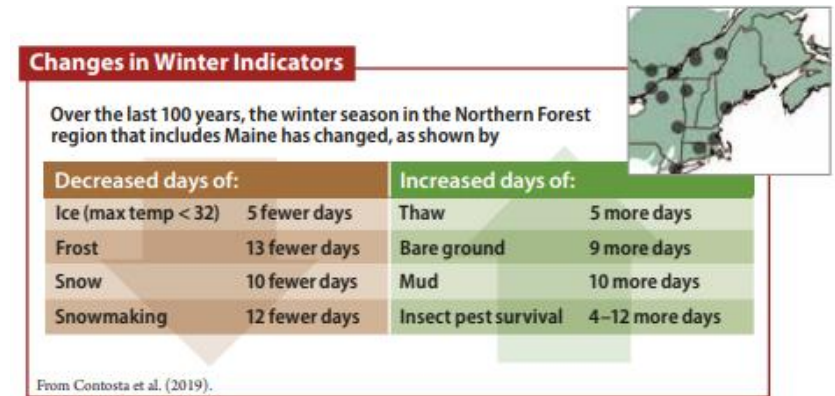 Changes in Winter Indicators
Over the last 100 years, the winter season in the Northern Forest
region that includes Maine has changed, as shown by
Decreased days of: Increased days of:
Ice (max temp < 32) 5 fewer days Thaw 5 more days
Frost 13 fewer days Bare ground 9 more days
Snow 10 fewer days Mud 10 more days
Snowmaking 12 fewer days Insect pest survival 4–12 more days
From Contosta et al. (2019).